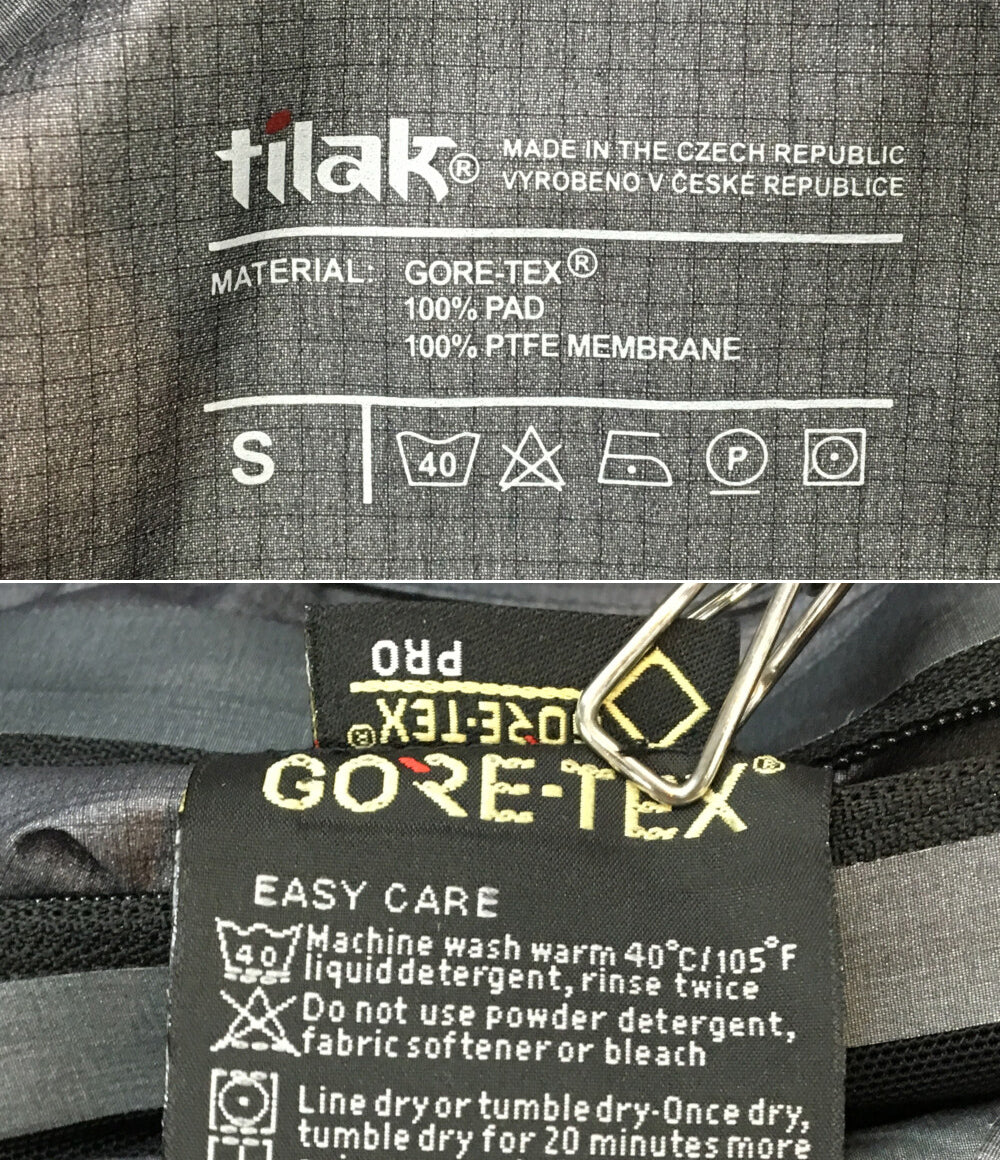 tilak®
MADE IN THE CZECH REPUBLIC
VYROBENO V ČESKÉ REPUBLICE
MATERIAL: GORE-TEX®
100% PAD
100% PTFE MEMBRANE
S 40 P
PRO
GORE-TEX®
GORE-TEX®
EASY CARE
40 Machine wash warm 40°C/105°F
liquid detergent, rinse twice
Do not use powder detergent,
fabric softener or bleach
Line dry or tumble dry-Once dry,
tumble dry for 20 minutes more